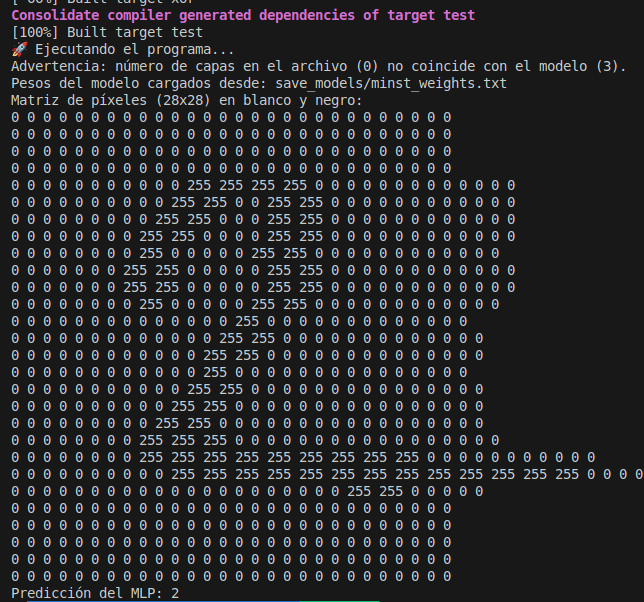 Consolidate compiler generated dependencies of target test
[100%] Built target test
🚀 Ejecutando el programa...
Advertencia: número de capas en el archivo (0) no coincide con el modelo (3).
Pesos del modelo cargados desde: save_models/minst_weights.txt
Matriz de píxeles (28x28) en blanco y negro:
0 0 0 0 0 0 0 0 0 0 0 0 0 0 0 0 0 0 0 0 0 0 0 0 0 0 0 0
0 0 0 0 0 0 0 0 0 0 0 0 0 0 0 0 0 0 0 0 0 0 0 0 0 0 0 0
0 0 0 0 0 0 0 0 0 0 0 0 0 0 0 0 0 0 0 0 0 0 0 0 0 0 0 0
0 0 0 0 0 0 0 0 0 0 0 0 0 0 0 0 0 0 0 0 0 0 0 0 0 0 0 0
0 0 0 0 0 0 0 0 0 0 0 255 255 255 255 0 0 0 0 0 0 0 0 0 0 0 0 0
0 0 0 0 0 0 0 0 0 0 255 255 0 0 255 255 0 0 0 0 0 0 0 0 0 0 0 0
0 0 0 0 0 0 0 0 0 255 255 0 0 0 255 255 0 0 0 0 0 0 0 0 0 0 0 0
0 0 0 0 0 0 0 0 255 255 0 0 0 0 255 255 0 0 0 0 0 0 0 0 0 0 0 0
0 0 0 0 0 0 0 0 255 0 0 0 0 0 255 255 0 0 0 0 0 0 0 0 0 0 0 0
0 0 0 0 0 0 0 255 255 0 0 0 0 0 255 255 0 0 0 0 0 0 0 0 0 0 0 0
0 0 0 0 0 0 0 255 255 0 0 0 0 0 255 255 0 0 0 0 0 0 0 0 0 0 0 0
0 0 0 0 0 0 0 0 255 0 0 0 0 0 255 255 0 0 0 0 0 0 0 0 0 0 0 0
0 0 0 0 0 0 0 0 0 0 0 0 0 0 255 0 0 0 0 0 0 0 0 0 0 0 0 0
0 0 0 0 0 0 0 0 0 0 0 0 0 255 255 0 0 0 0 0 0 0 0 0 0 0 0 0
0 0 0 0 0 0 0 0 0 0 0 0 255 255 0 0 0 0 0 0 0 0 0 0 0 0 0 0
0 0 0 0 0 0 0 0 0 0 0 0 255 0 0 0 0 0 0 0 0 0 0 0 0 0 0 0
0 0 0 0 0 0 0 0 0 0 0 255 255 0 0 0 0 0 0 0 0 0 0 0 0 0 0 0
0 0 0 0 0 0 0 0 0 0 255 255 0 0 0 0 0 0 0 0 0 0 0 0 0 0 0 0
0 0 0 0 0 0 0 0 0 255 255 0 0 0 0 0 0 0 0 0 0 0 0 0 0 0 0 0
0 0 0 0 0 0 0 0 255 255 255 0 0 0 0 0 0 0 0 0 0 0 0 0 0 0 0 0
0 0 0 0 0 0 0 0 255 255 255 255 255 255 255 255 255 0 0 0 0 0 0 0 0 0 0 0
0 0 0 0 0 0 0 0 0 0 255 255 255 255 255 255 255 255 255 255 255 255 255 0 0 0 0
0 0 0 0 0 0 0 0 0 0 0 0 0 0 0 0 0 0 0 0 0 255 255 0 0 0 0 0
0 0 0 0 0 0 0 0 0 0 0 0 0 0 0 0 0 0 0 0 0 0 0 0 0 0 0 0
0 0 0 0 0 0 0 0 0 0 0 0 0 0 0 0 0 0 0 0 0 0 0 0 0 0 0 0
0 0 0 0 0 0 0 0 0 0 0 0 0 0 0 0 0 0 0 0 0 0 0 0 0 0 0 0
0 0 0 0 0 0 0 0 0 0 0 0 0 0 0 0 0 0 0 0 0 0 0 0 0 0 0 0
0 0 0 0 0 0 0 0 0 0 0 0 0 0 0 0 0 0 0 0 0 0 0 0 0 0 0 0
Predicción del MLP: 2